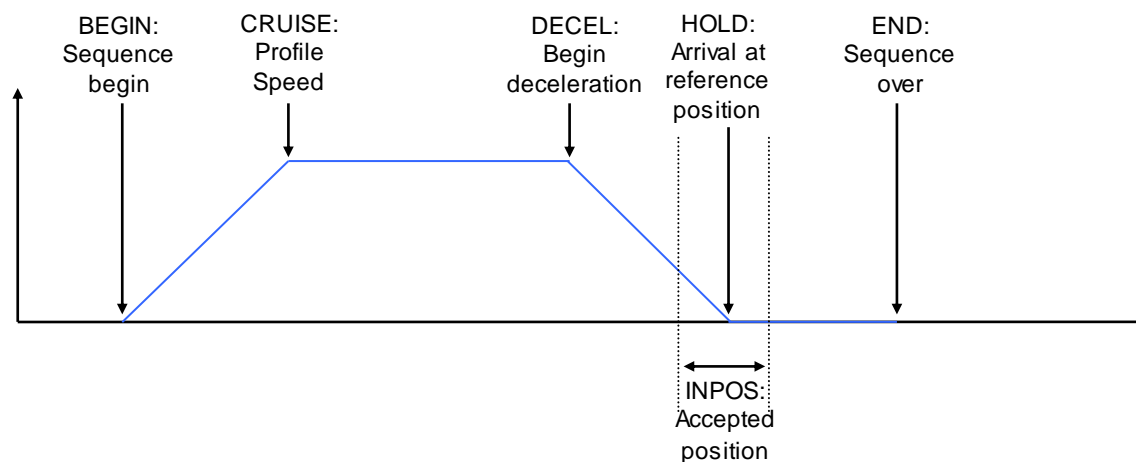 BEGIN:
Sequence
begin
CRUISE:
Profile
Speed
DECEL:
Begin
deceleration
HOLD:
Arrival at
reference
position
END:
Sequence
over
INPOS:
Accepted
position